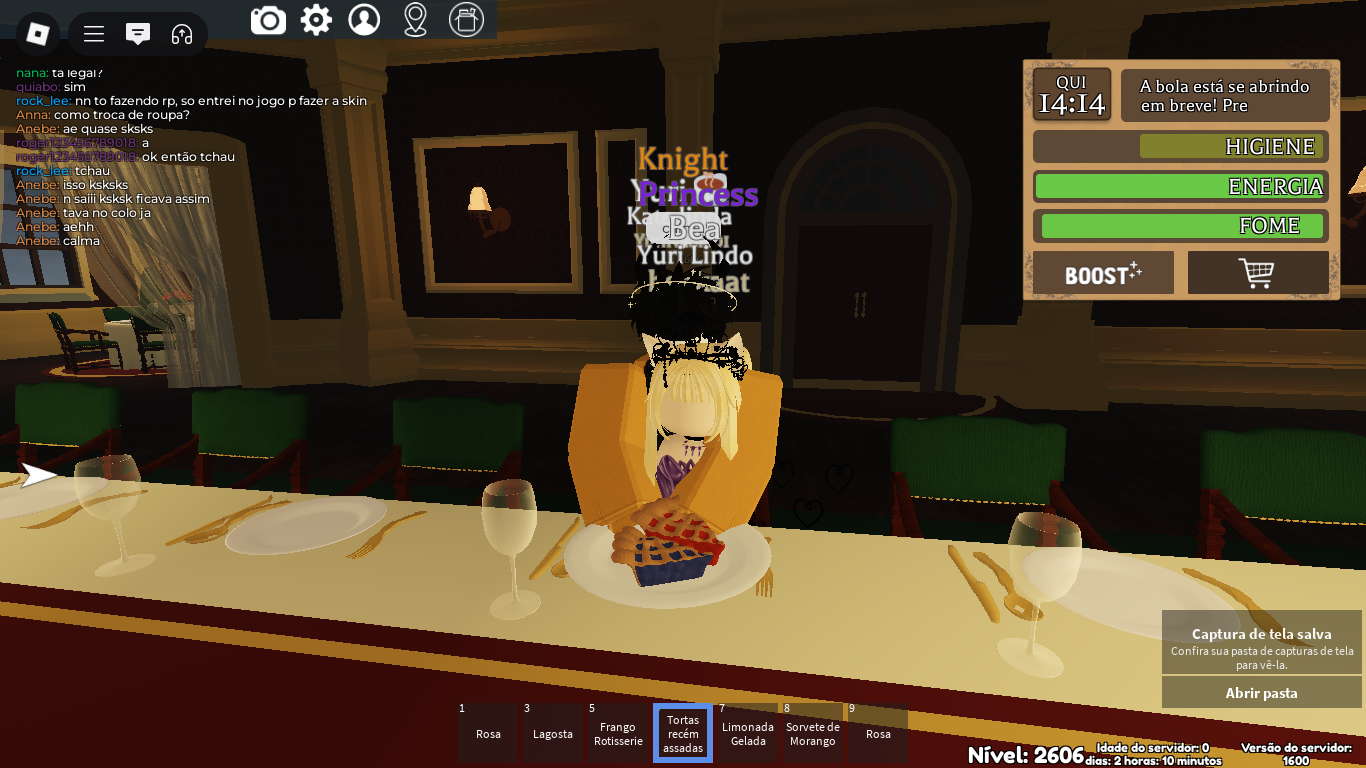 nana: ta legal?
quiabo: sim
rock_lee: nn to fazendo rp, so entrei no jogo p fazer a skin
Anna: como troca de roupa?
Anebe: ae quase sksks
roger123456789018: a
roger123456789018: ok então tchau
rock_lee: tchau
Anebe: isso ksksks
Anebe: n saiii ksksk ficava assim
Anebe: tava no colo ja
Anebe: aehh
Anebe: calma
Knight
Princess
Bea
Yuri Lindo
QUI
14:14
A bola está se abrindo
em breve! Pre
HIGIENE
ENERGIA
FOME
BOOST
Captura de tela salva
Confira sua pasta de capturas de tela
para vê-la.
Abrir pasta
1
Rosa
3
Lagosta
5
Frango
Rotisserie
Tortas
recém
assadas
7
Limonada
Gelada
8
Sorvete de
Morango
9
Rosa
Nível: 2606
Idade do servidor: 0
dias: 2 horas: 10 minutos
Versão do servidor:
1600